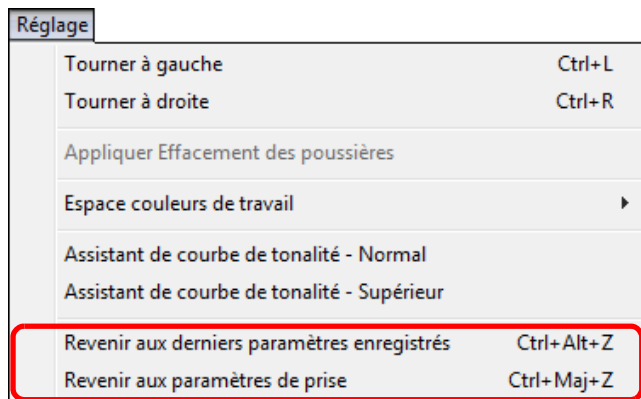 Réglage
Tourner à gauche Ctrl+L
Tourner à droite Ctrl+R
Appliquer Effacement des poussières
Espace couleurs de travail
Assistant de courbe de tonalité - Normal
Assistant de courbe de tonalité - Supérieur
Revenir aux derniers paramètres enregistrés Ctrl+Alt+Z
Revenir aux paramètres de prise Ctrl+Maj+Z